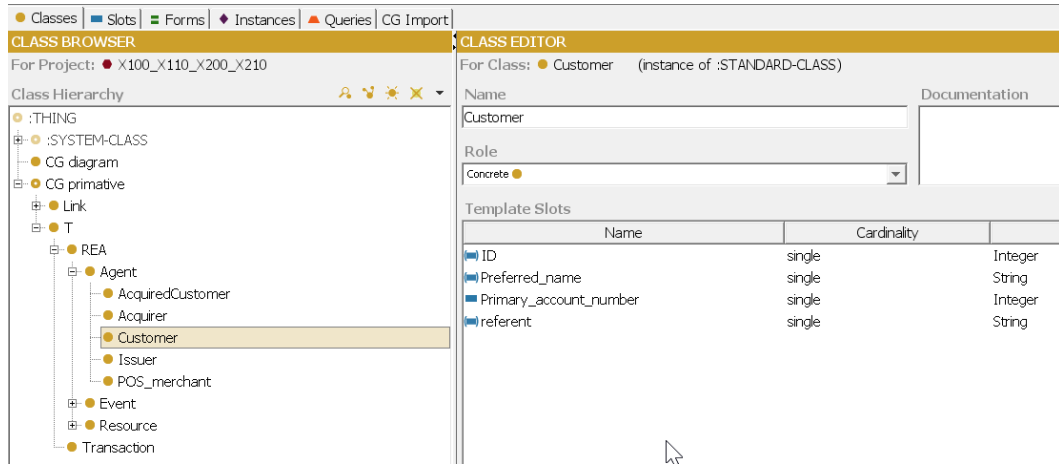 Classes Slots Forms Instances Queries CG Import
CLASS BROWSER
For Project: X100_X110_X200_X210
Class Hierarchy
:THING
:SYSTEM-CLASS
CG diagram
CG primative
Link
T
REA
Agent
AcquiredCustomer
Acquirer
Customer
Issuer
POS_merchant
Event
Resource
Transaction
CLASS EDITOR
For Class: Customer (instance of :STANDARD-CLASS)
Name
Customer
Documentation
Role
Concrete
Template Slots
Name Cardinality
ID single Integer
Preferred_name single String
Primary_account_number single Integer
referent single String